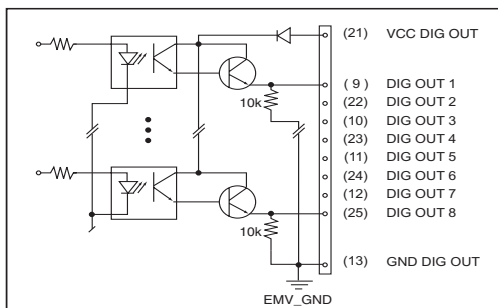 (21) VCC DIG OUT
(9) DIG OUT 1
10k
(22) DIG OUT 2
(10) DIG OUT 3
(23) DIG OUT 4
(11) DIG OUT 5
(24) DIG OUT 6
(12) DIG OUT 7
(25) DIG OUT 8
10k
(13) GND DIG OUT
EMV_GND